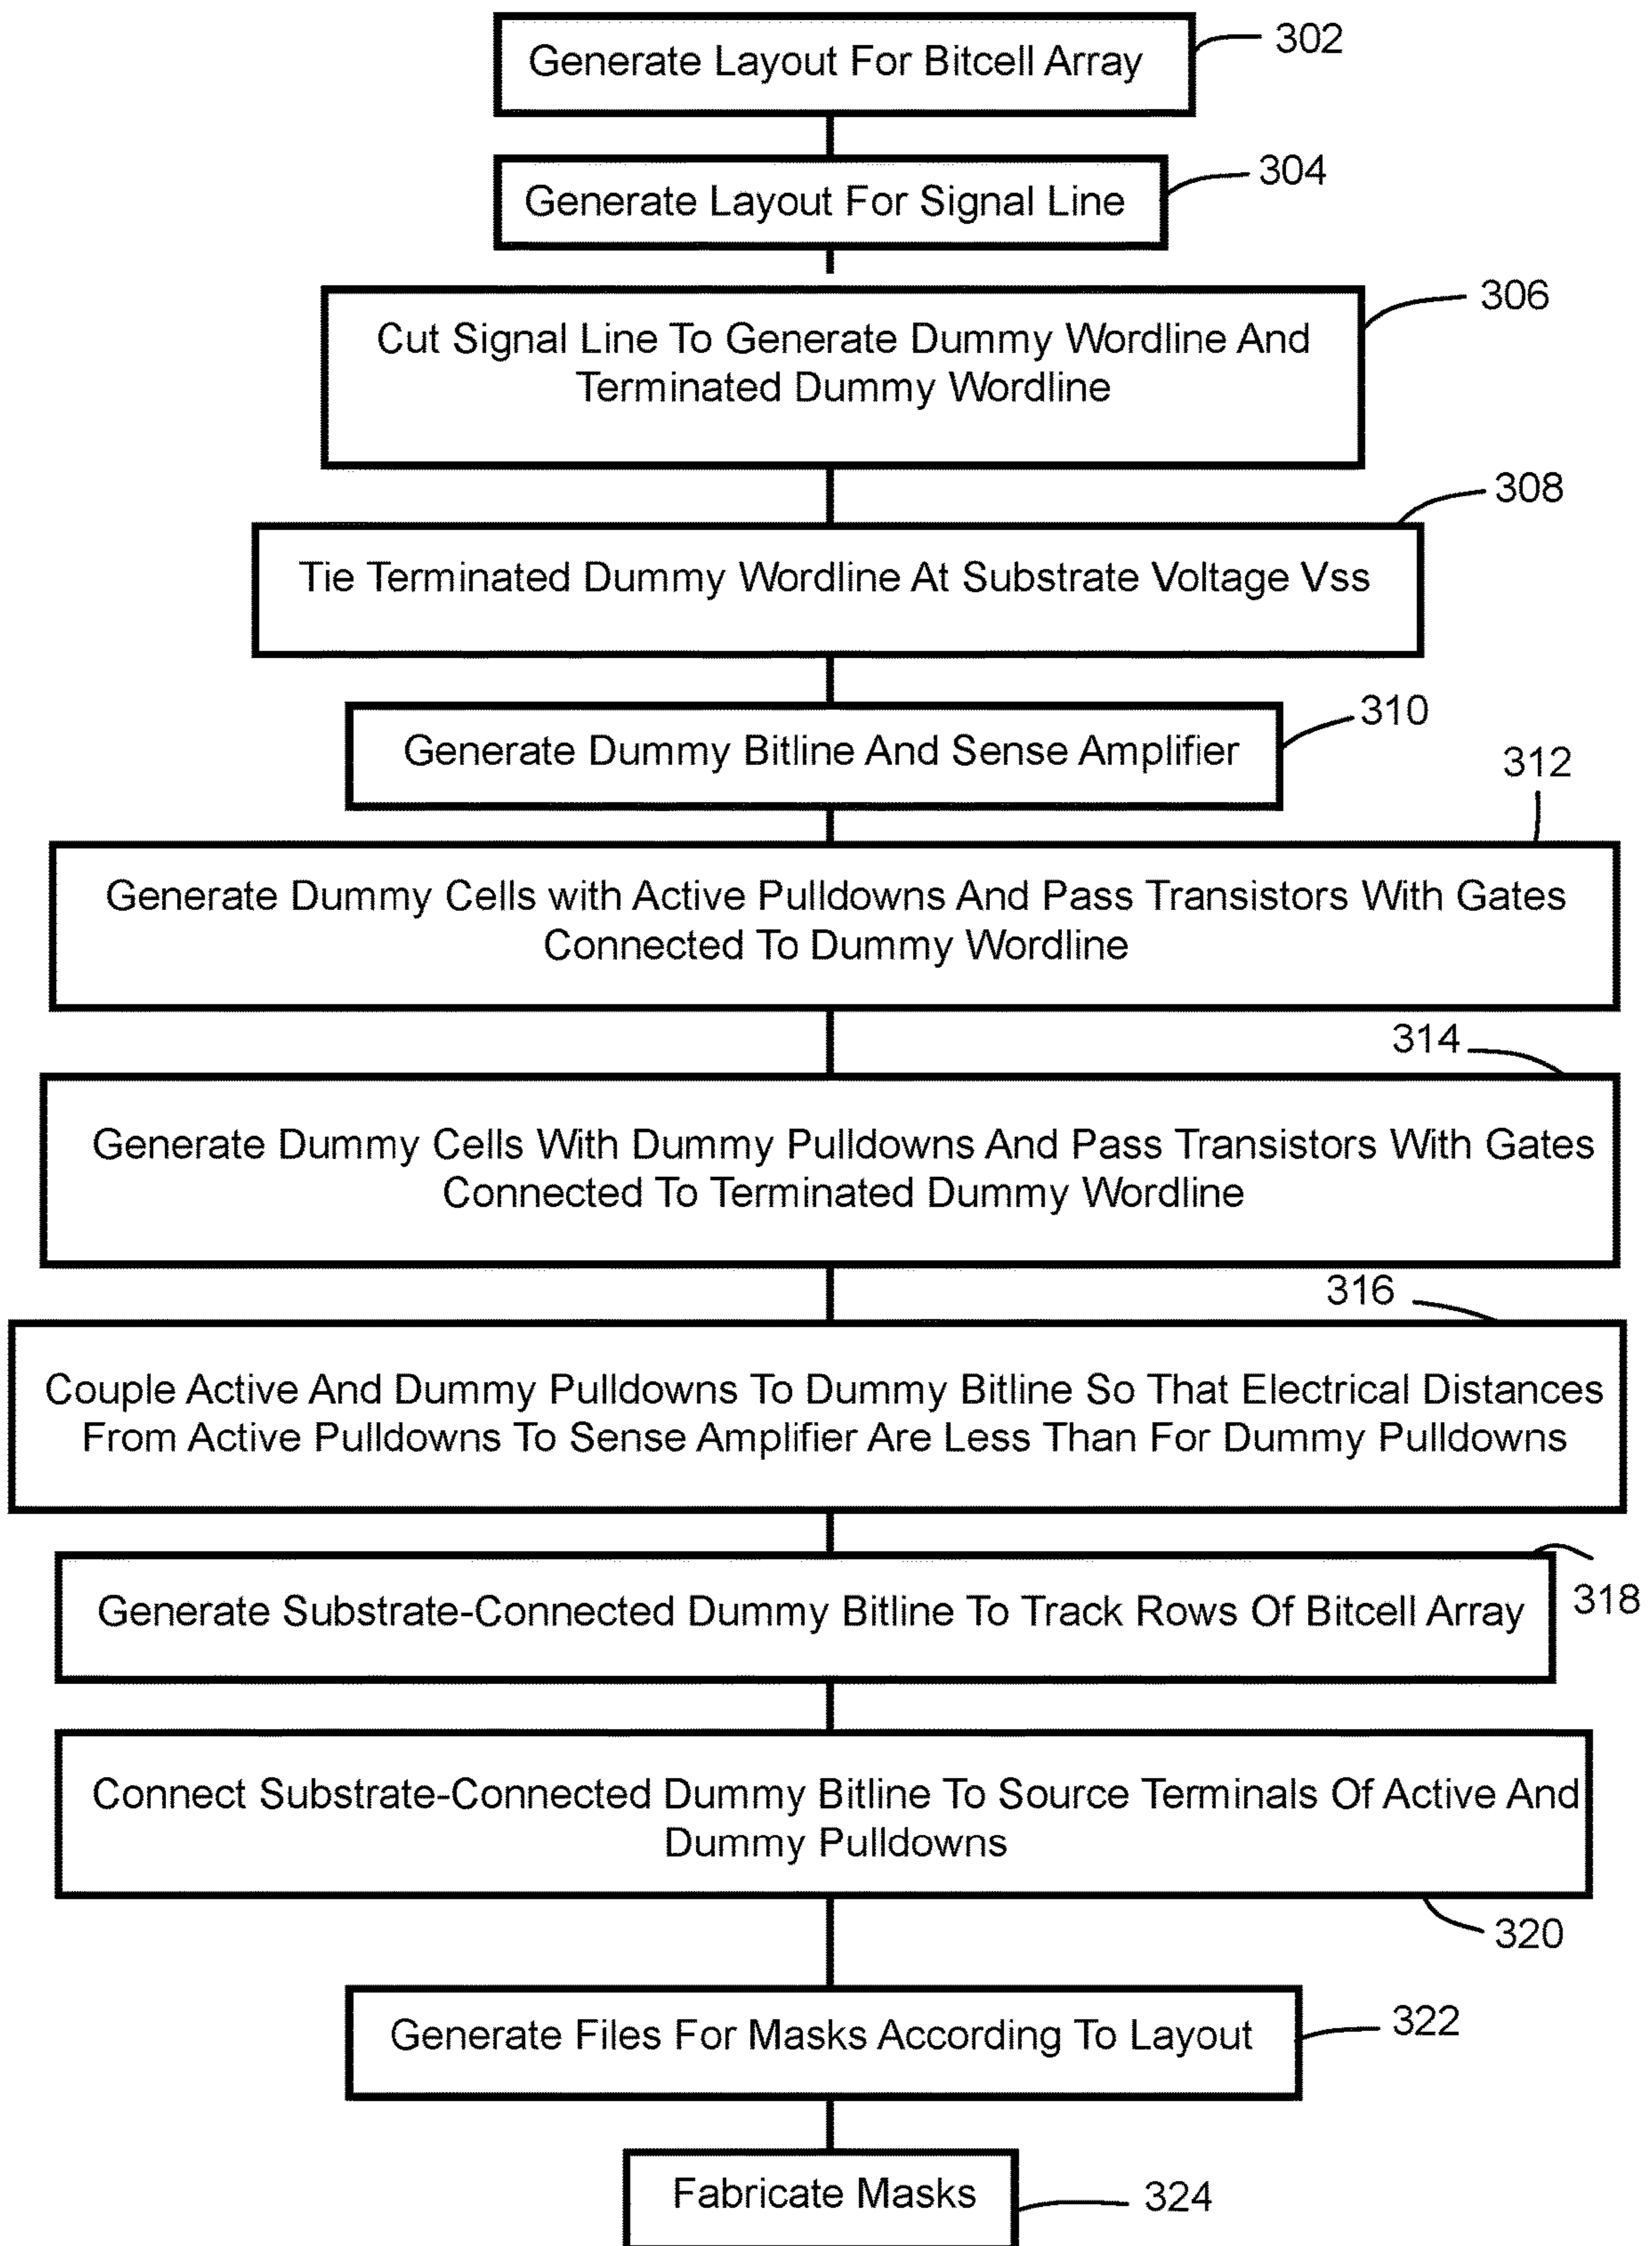 Generate Layout For Bitcell Array
302
Generate Layout For Signal Line
304
Cut Signal Line To Generate Dummy Wordline And
Terminated Dummy Wordline
306
Tie Terminated Dummy Wordline At Substrate Voltage Vss
308
Generate Dummy Bitline And Sense Amplifier
310
Generate Dummy Cells with Active Pulldowns And Pass Transistors With Gates
Connected To Dummy Wordline
312
Generate Dummy Cells With Dummy Pulldowns And Pass Transistors With Gates
Connected To Terminated Dummy Wordline
314
Couple Active And Dummy Pulldowns To Dummy Bitline So That Electrical Distances
From Active Pulldowns To Sense Amplifier Are Less Than For Dummy Pulldowns
316
Generate Substrate-Connected Dummy Bitline To Track Rows Of Bitcell Array
318
Connect Substrate-Connected Dummy Bitline To Source Terminals Of Active And
Dummy Pulldowns
320
Generate Files For Masks According To Layout
322
Fabricate Masks
324